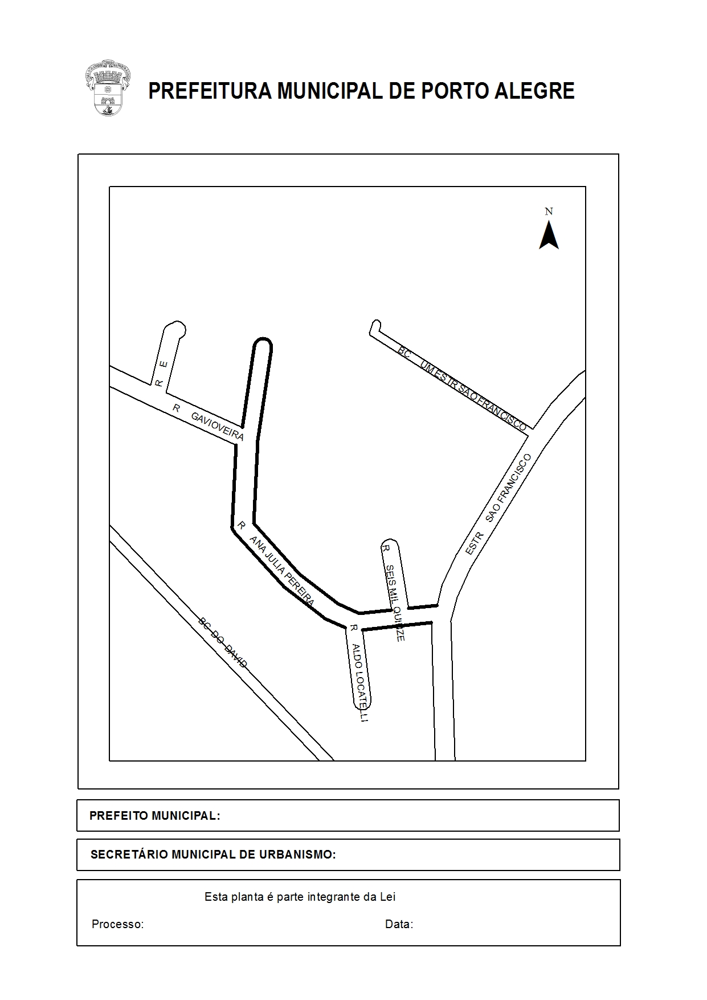 PREFEITURA MUNICIPAL DE PORTO ALEGRE
N
R E
R GAVIOVEIRA
BC UM ESTR SAO FRANCISCO
ESTR SAO FRANCISCO
R ANA JULIA PEREIRA
R SEIS MIL QUINZE
R ALDO LOCATELLI
BC DO DAVID
PREFEITO MUNICIPAL:
SECRETÁRIO MUNICIPAL DE URBANISMO:
Esta planta é parte integrante da Lei
Processo: Data: